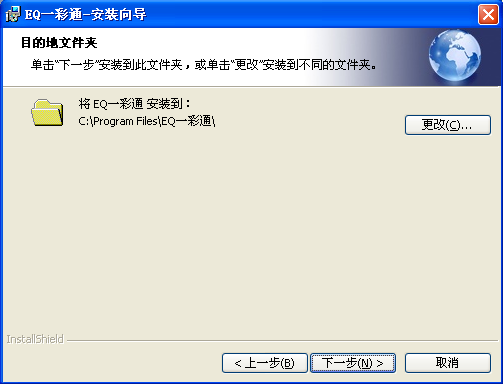 EQ一彩通-安装向导
目的地文件夹
单击“下一步”安装到此文件夹，或单击“更改”安装到不同的文件夹。
将 EQ一彩通 安装到：
C:\Program Files\EQ一彩通\
更改(C)...
InstallShield
< 上一步(B) 下一步(N) > 取消